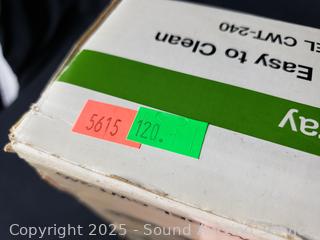 EL CWT-240
Easy to Clean
ay
5615
120.
Copyright 2025 - Sound A